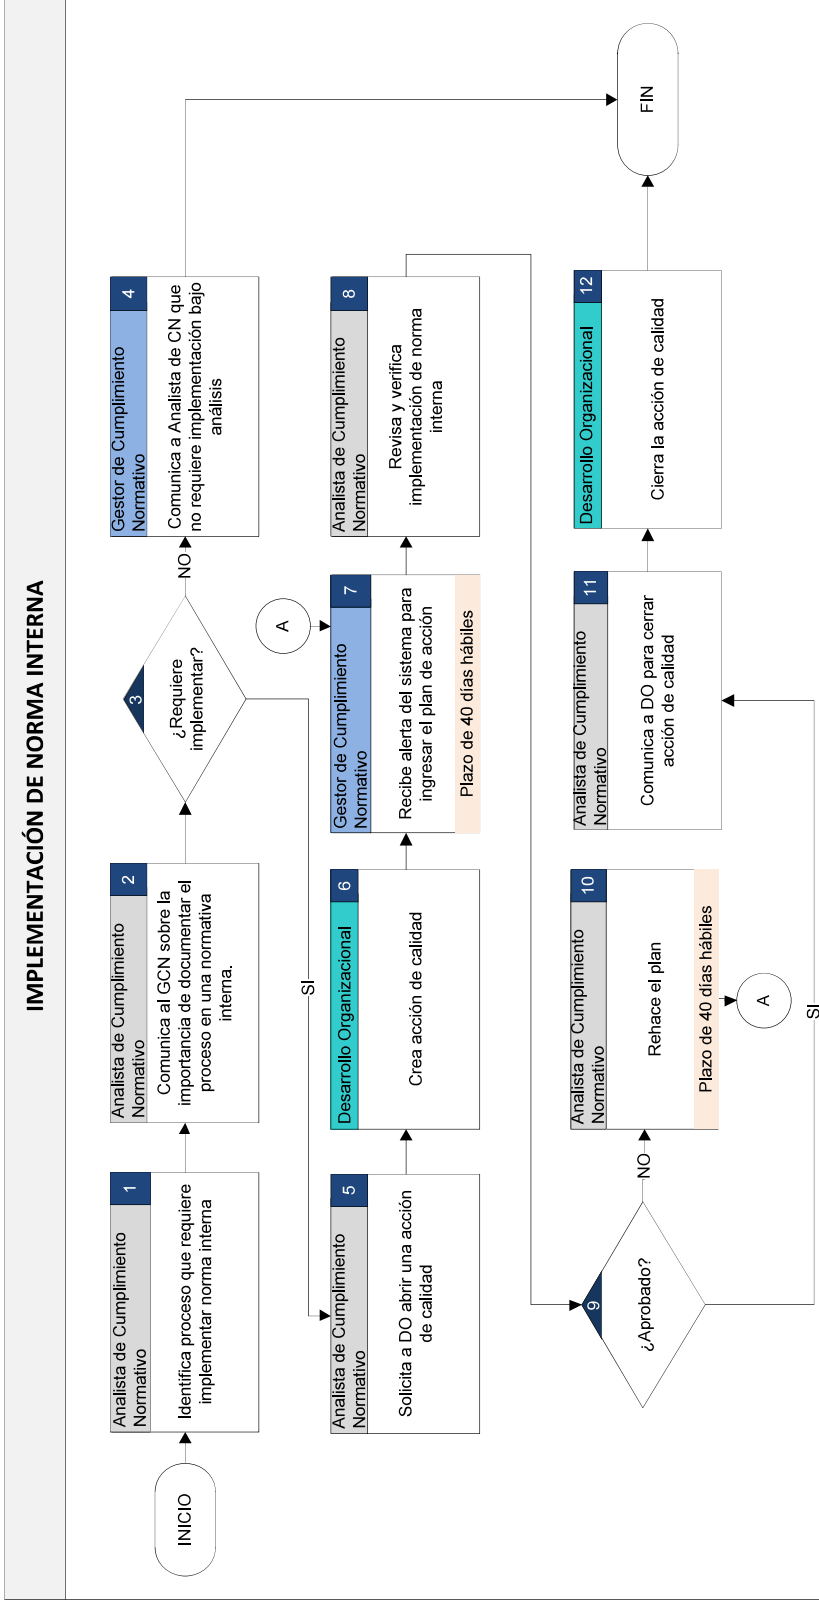 IMPLEMENTACIÓN DE NORMA INTERNA
INICIO
Analista de Cumplimiento
Normativo
1
Identifica proceso que requiere
implementar norma interna
Analista de Cumplimiento
Normativo
2
Comunica al GCN sobre la
importancia de documentar el
proceso en una normativa
interna.
3
¿Requiere
implementar?
NO
SI
Gestor de Cumplimiento
Normativo
4
Comunica a Analista de CN que
no requiere implementación bajo
análisis
Analista de Cumplimiento
Normativo
5
Solicita a DO abrir una acción
de calidad
Desarrollo Organizacional
6
Crea acción de calidad
A
Gestor de Cumplimiento
Normativo
7
Recibe alerta del sistema para
ingresar el plan de acción
Plazo de 40 días hábiles
Analista de Cumplimiento
Normativo
8
Revisa y verifica
implementación de norma
interna
9
¿Aprobado?
NO
SI
Analista de Cumplimiento
Normativo
10
Rehace el plan
Plazo de 40 días hábiles
A
Analista de Cumplimiento
Normativo
11
Comunica a DO para cerrar
acción de calidad
Desarrollo Organizacional
12
Cierra la acción de calidad
FIN